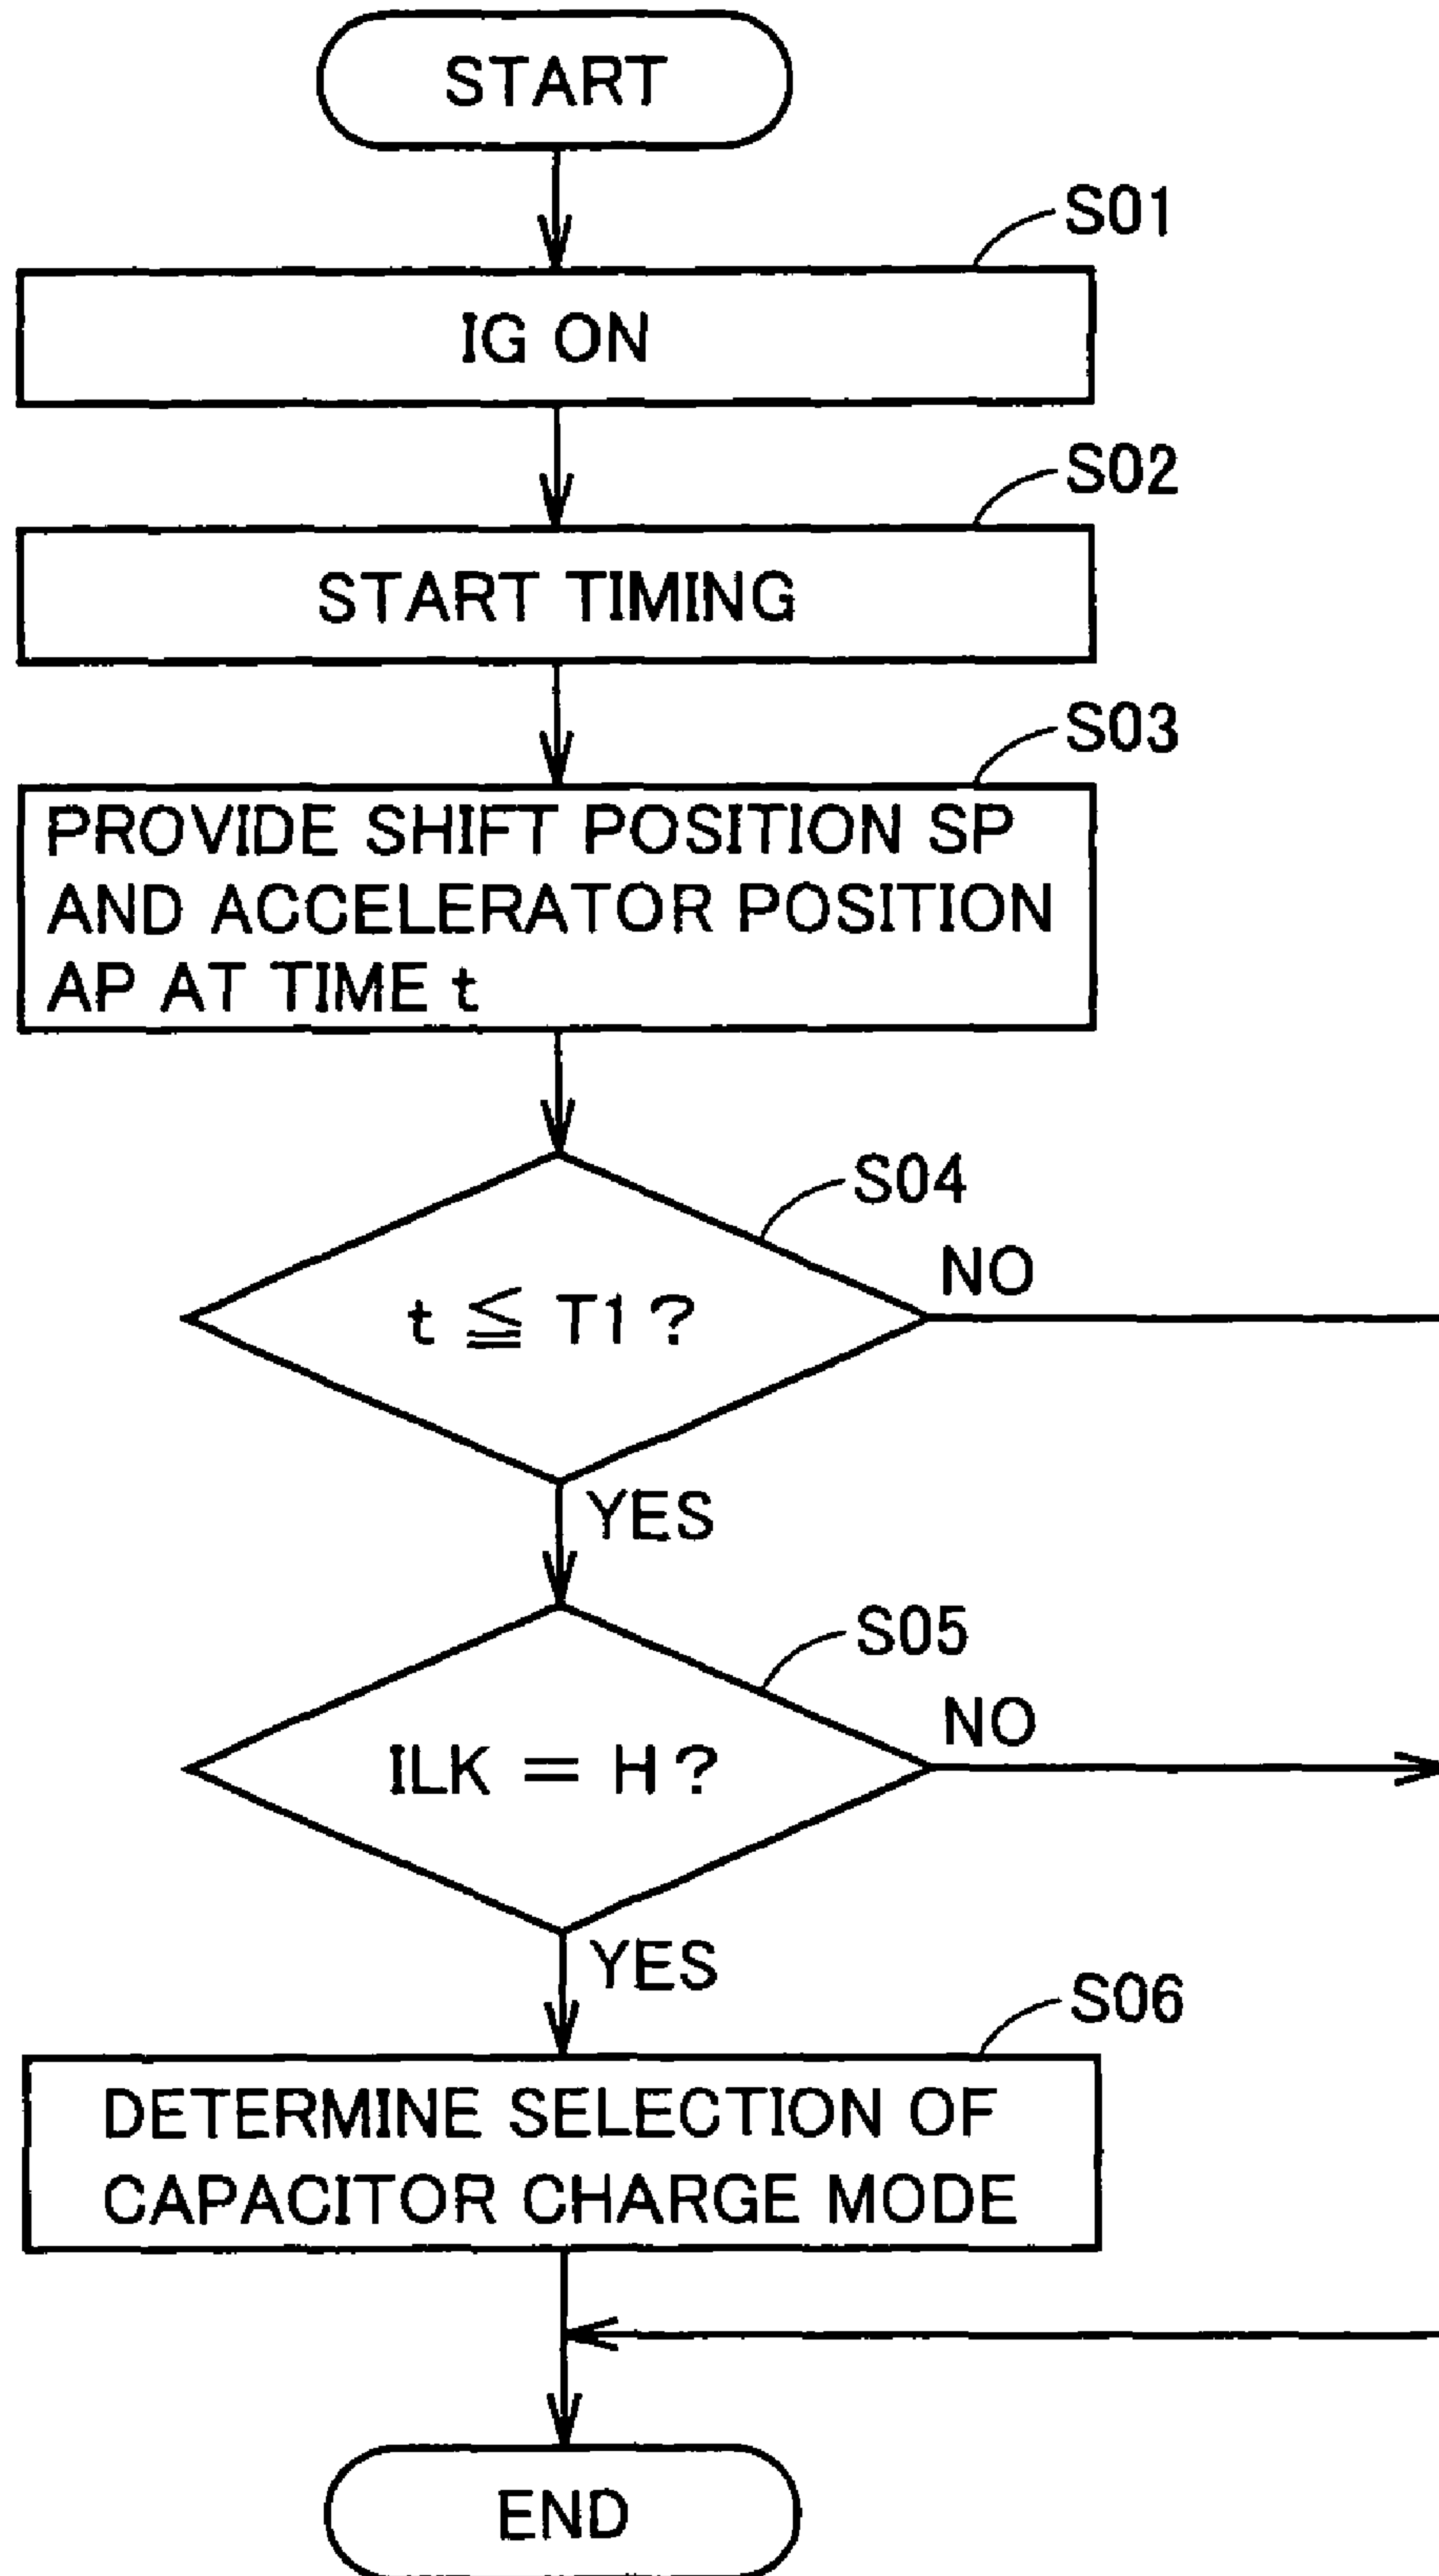 START
S01
IG ON
S02
START TIMING
S03
PROVIDE SHIFT POSITION SP
AND ACCELERATOR POSITION
AP AT TIME t
S04
t ≦ T1?
NO
YES
S05
ILK = H?
NO
YES
S06
DETERMINE SELECTION OF
CAPACITOR CHARGE MODE
END